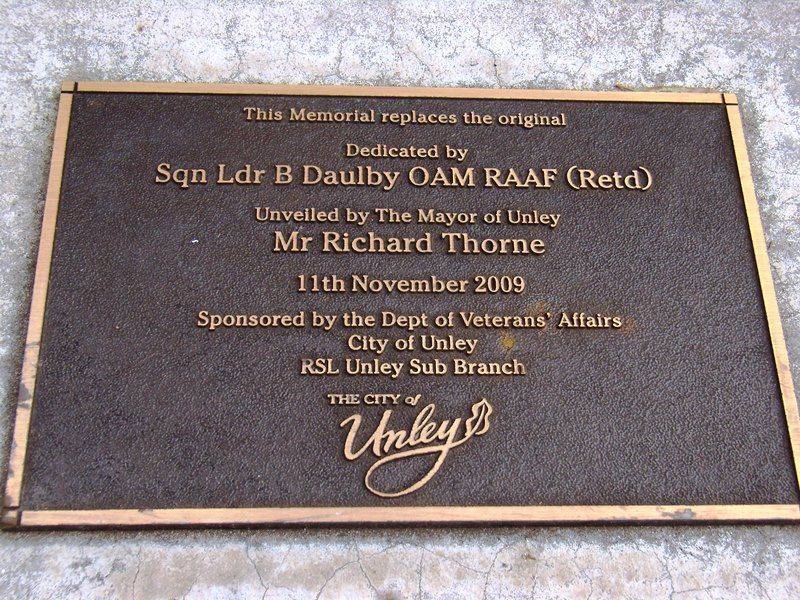 This Memorial replaces the original
Dedicated by
Sqn Ldr B Daulby OAM RAAF (Retd)
Unveiled by The Mayor of Unley
Mr Richard Thorne
11th November 2009
Sponsored by the Dept of Veterans' Affairs
City of Unley
RSL Unley Sub Branch
THE CITY of
Unley